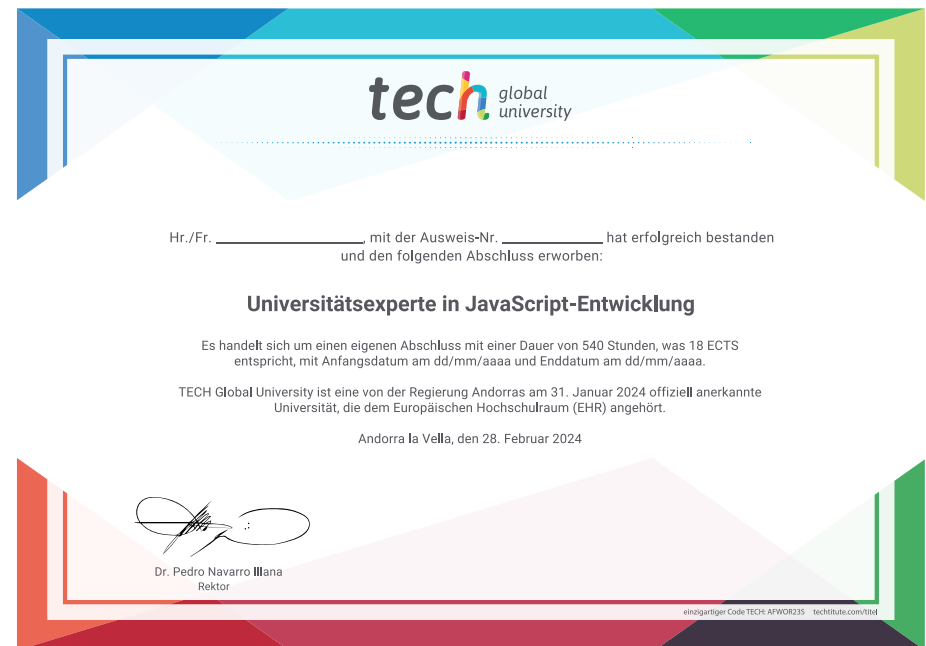 tech global
university
Hr./Fr. ____________________, mit der Ausweis-Nr. ______________ hat erfolgreich bestanden
und den folgenden Abschluss erworben:
Universitätsexperte in JavaScript-Entwicklung
Es handelt sich um einen eigenen Abschluss mit einer Dauer von 540 Stunden, was 18 ECTS
entspricht, mit Anfangsdatum am dd/mm/aaaa und Enddatum am dd/mm/aaaa.
TECH Global University ist eine von der Regierung Andorras am 31. Januar 2024 offiziell anerkannte
Universität, die dem Europäischen Hochschulraum (EHR) angehört.
Andorra la Vella, den 28. Februar 2024
Dr. Pedro Navarro Illana
Rektor
einzigartiger Code TECH: AFWOR23S techtitute.com/titel